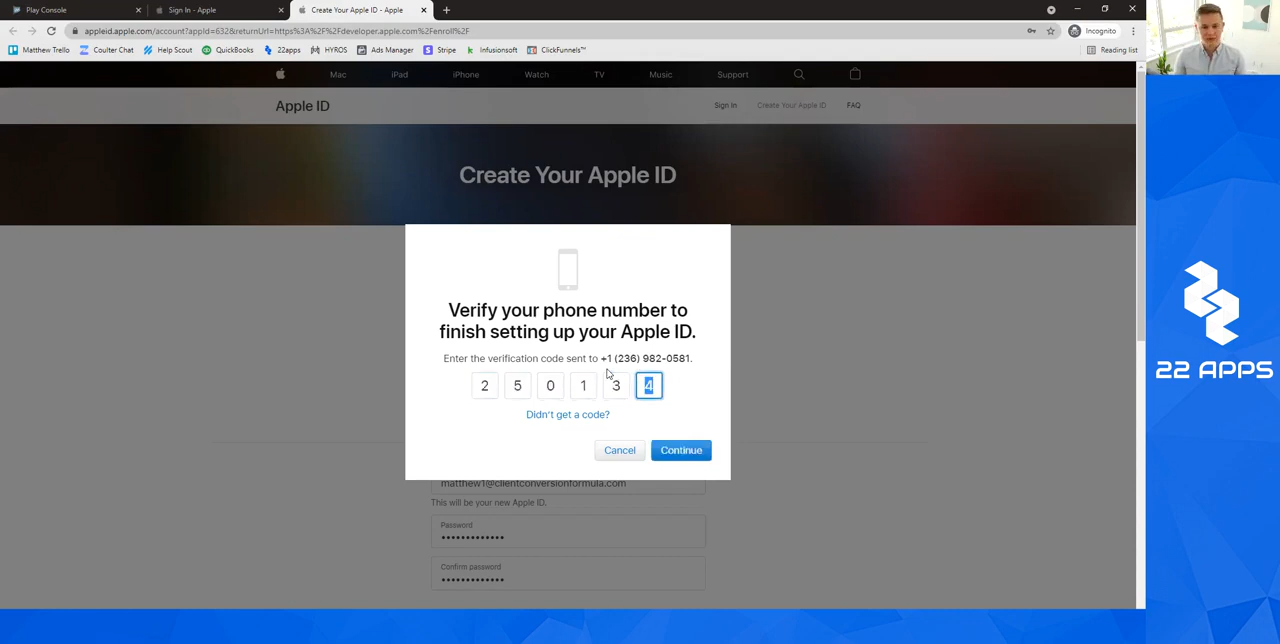 Play Console
Sign In - Apple
Create Your Apple ID - Apple
appleid.apple.com/account?appId=632&returnUrl=https%3A%2F%2Fdeveloper.apple.com%2Fenroll%2F
Incognito
Matthew Trello
Coulter Chat
Help Scout
QuickBooks
22apps
HYROS
Ads Manager
Stripe
Infusionsoft
ClickFunnels™
Reading list
Mac
iPad
iPhone
Watch
TV
Music
Support
Apple ID
Sign In
Create Your Apple ID
FAQ
Create Your Apple ID
Verify your phone number to
finish setting up your Apple ID.
Enter the verification code sent to +1 (236) 982-0581.
2 5 0 1 3 4
Didn't get a code?
Cancel
Continue
matthew1@clientconversionformula.com
This will be your new Apple ID.
Password
Confirm password
22 APPS